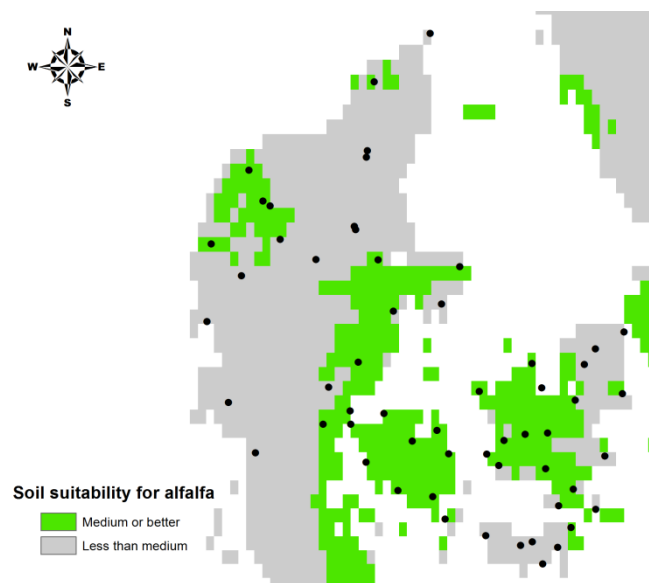 N
W E
S
Soil suitability for alfalfa
Medium or better
Less than medium